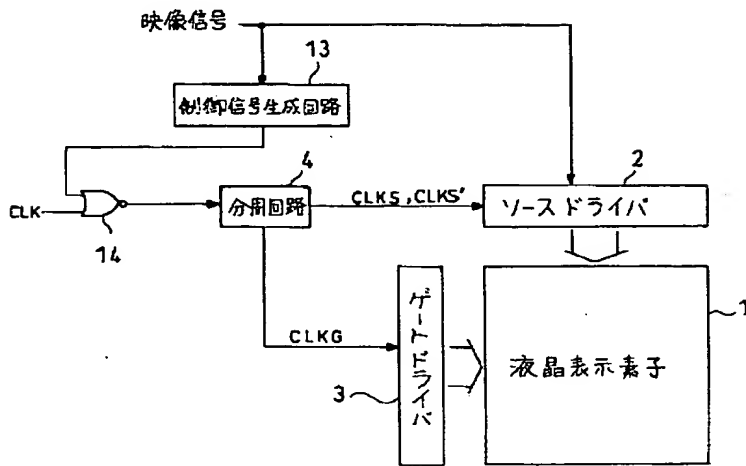 映像信号
13
制御信号生成回路
4
2
CLK
分周回路
CLKS,CLKS'
ソースドライバ
14
CLKG
ゲートドライバ
3
液晶表示素子
1